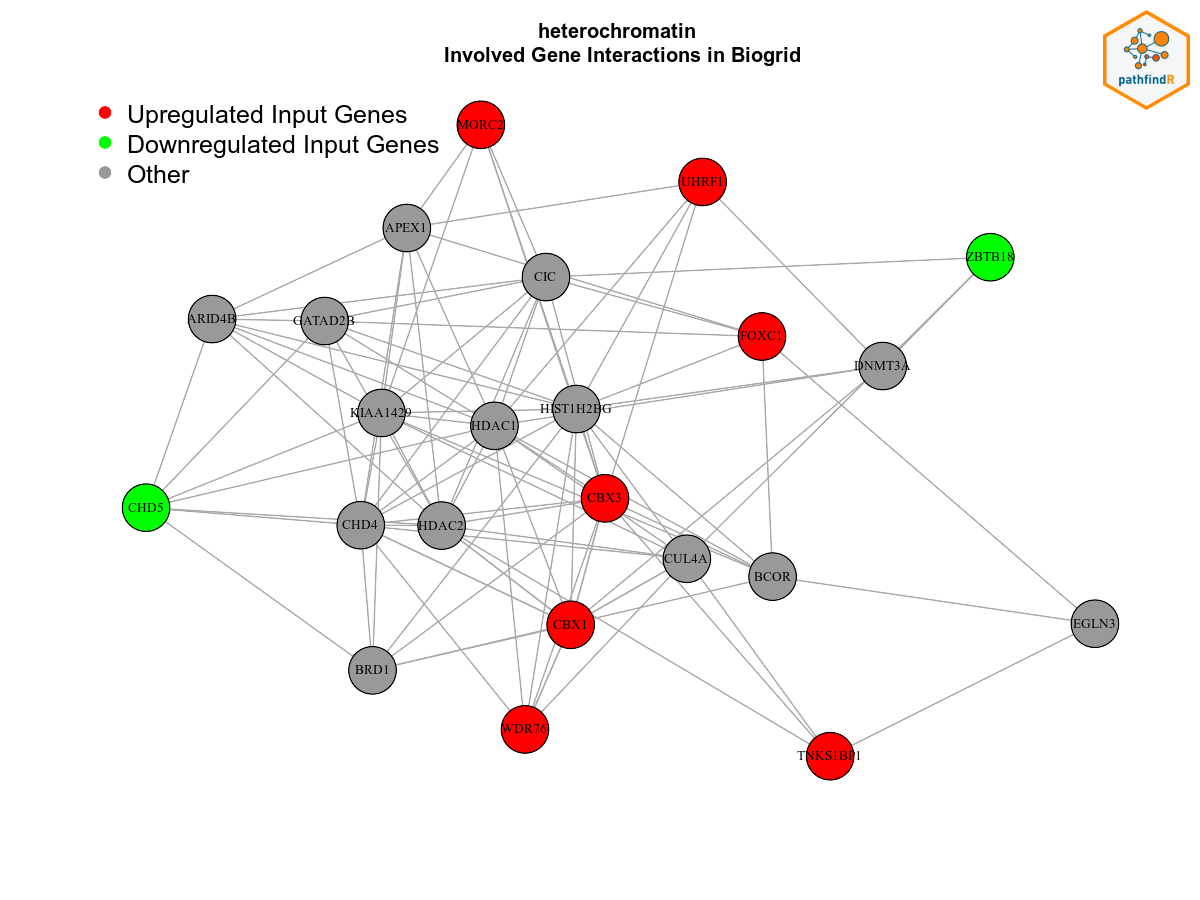 heterochromatin
Involved Gene Interactions in Biogrid
pathfindR
Upregulated Input Genes
Downregulated Input Genes
Other
MORC2
UHRF1
APEX1
ZBTB18
CIC
ARID4B
GATAD2B
FOXC1
DNMT3A
KIAA1429
HIST1H2BG
HDAC1
CBX3
CHD5
CHD4
HDAC2
CUL4A
BCOR
CBX1
EGLN3
BRD1
WDR76
TNKS1BP1